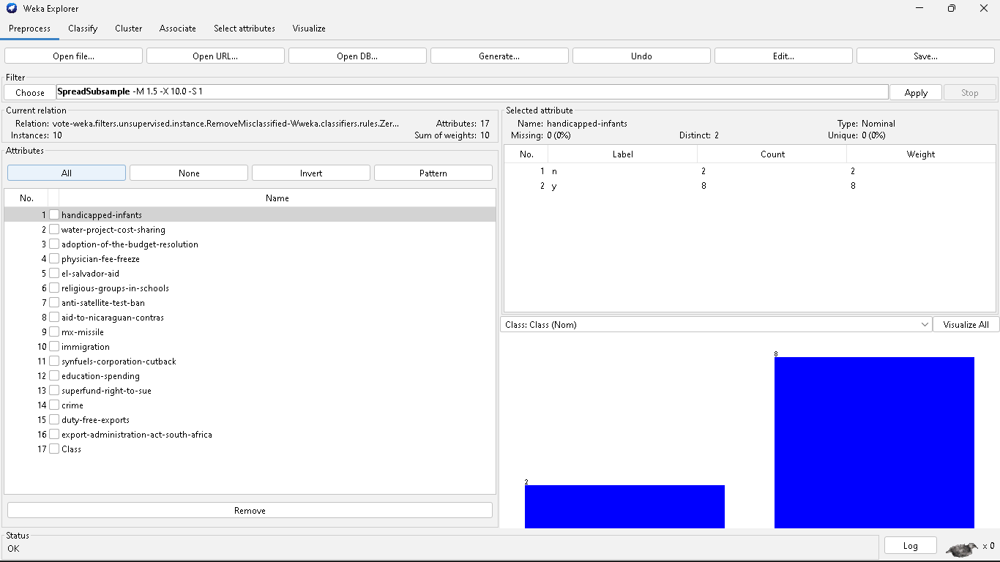 Weka Explorer
Preprocess Classify Cluster Associate Select attributes Visualize
Open file... Open URL... Open DB... Generate... Undo Edit... Save...
Filter
Choose SpreadSubsample -M 1.5 -X 10.0 -S 1 Apply Stop
Current relation
Relation: vote-weka.filters.unsupervised.instance.RemoveMisclassified-Wweka.classifiers.rules.Zer... Attributes: 17
Instances: 10 Sum of weights: 10
Attributes
All None Invert Pattern
No. Name
1 handicapped-infants
2 water-project-cost-sharing
3 adoption-of-the-budget-resolution
4 physician-fee-freeze
5 el-salvador-aid
6 religious-groups-in-schools
7 anti-satellite-test-ban
8 aid-to-nicaraguan-contras
9 mx-missile
10 immigration
11 synfuels-corporation-cutback
12 education-spending
13 superfund-right-to-sue
14 crime
15 duty-free-exports
16 export-administration-act-south-africa
17 Class
Remove
Selected attribute
Name: handicapped-infants Type: Nominal
Missing: 0 (0%) Distinct: 2 Unique: 0 (0%)
No. Label Count Weight
1 n 2 2
2 y 8 8
Class: Class (Nom) Visualize All
8
2
Status
OK
Log x 0